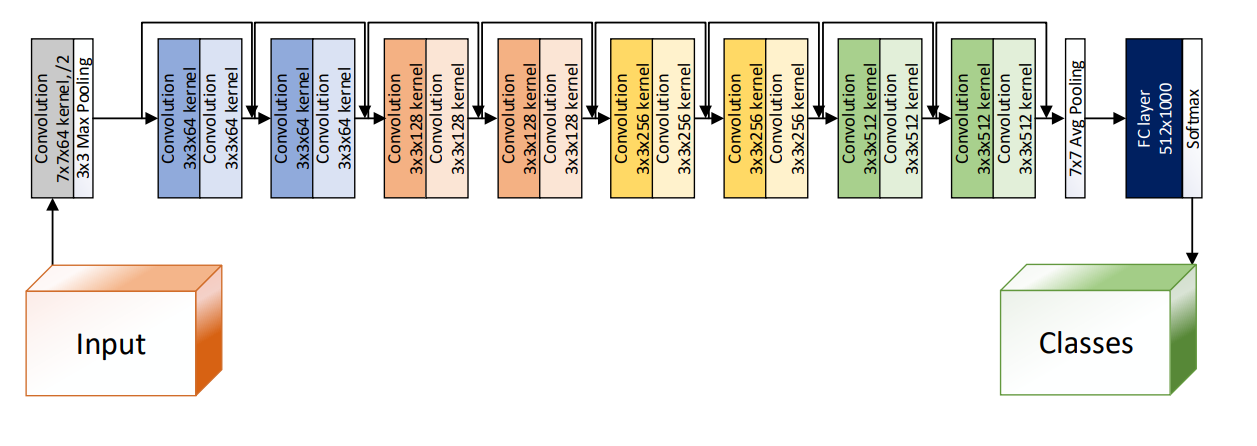 Convolution
7x7x64 kernel, /2
3x3 Max Pooling
Convolution
3x3x64 kernel
Convolution
3x3x64 kernel
Convolution
3x3x64 kernel
Convolution
3x3x64 kernel
Convolution
3x3x128 kernel
Convolution
3x3x128 kernel
Convolution
3x3x128 kernel
Convolution
3x3x128 kernel
Convolution
3x3x256 kernel
Convolution
3x3x256 kernel
Convolution
3x3x256 kernel
Convolution
3x3x256 kernel
Convolution
3x3x512 kernel
Convolution
3x3x512 kernel
Convolution
3x3x512 kernel
Convolution
3x3x512 kernel
7x7 Avg Pooling
FC layer
512x1000
Softmax
Input
Classes